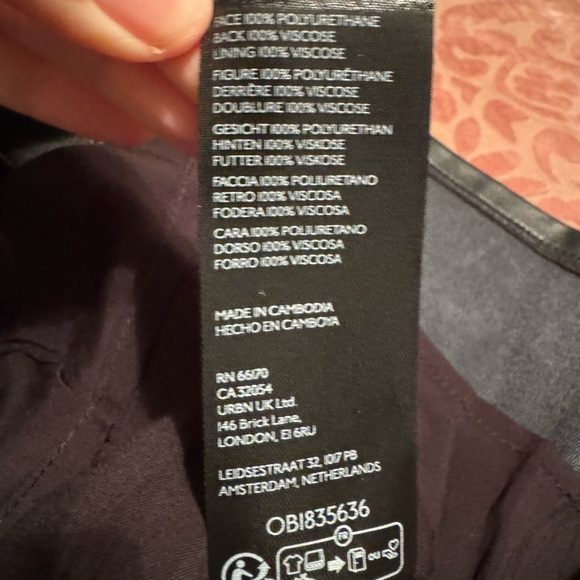 FACE 100% POLYURETHANE
BACK 100% VISCOSE
LINING 100% VISCOSE
FIGURE 100% POLYURÉTHANE
DERRIÈRE 100% VISCOSE
DOUBLURE 100% VISCOSE
GESICHT 100% POLYURETHAN
HINTEN 100% VISKOSE
FUTTER 100% VISKOSE
FACCIA 100% POLIURETANO
RETRO 100% VISCOSA
FODERA 100% VISCOSA
CARA 100% POLIURETANO
DORSO 100% VISCOSA
FORRO 100% VISCOSA
MADE IN CAMBODIA
HECHO EN CAMBOYA
RN 66170
CA 32054
URBN UK Ltd.
146 Brick Lane,
LONDON, E1 6RU
LEIDSESTRAAT 32, 1017 PB
AMSTERDAM, NETHERLANDS
OB1835636
FR
OU